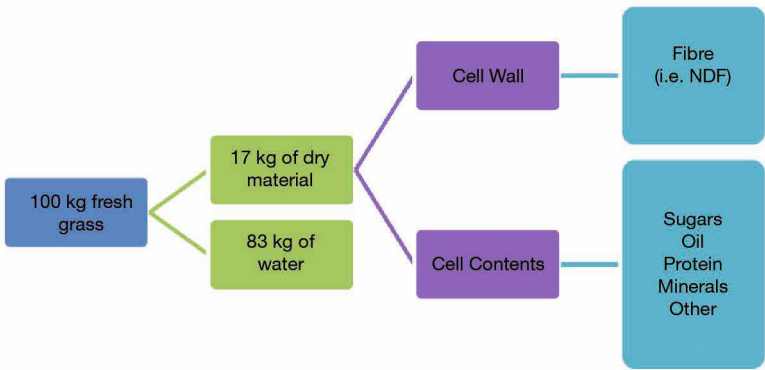 100 kg fresh
grass
17 kg of dry
material
83 kg of
water
Cell Wall
Cell Contents
Fibre
(i.e. NDF)
Sugars
Oil
Protein
Minerals
Other